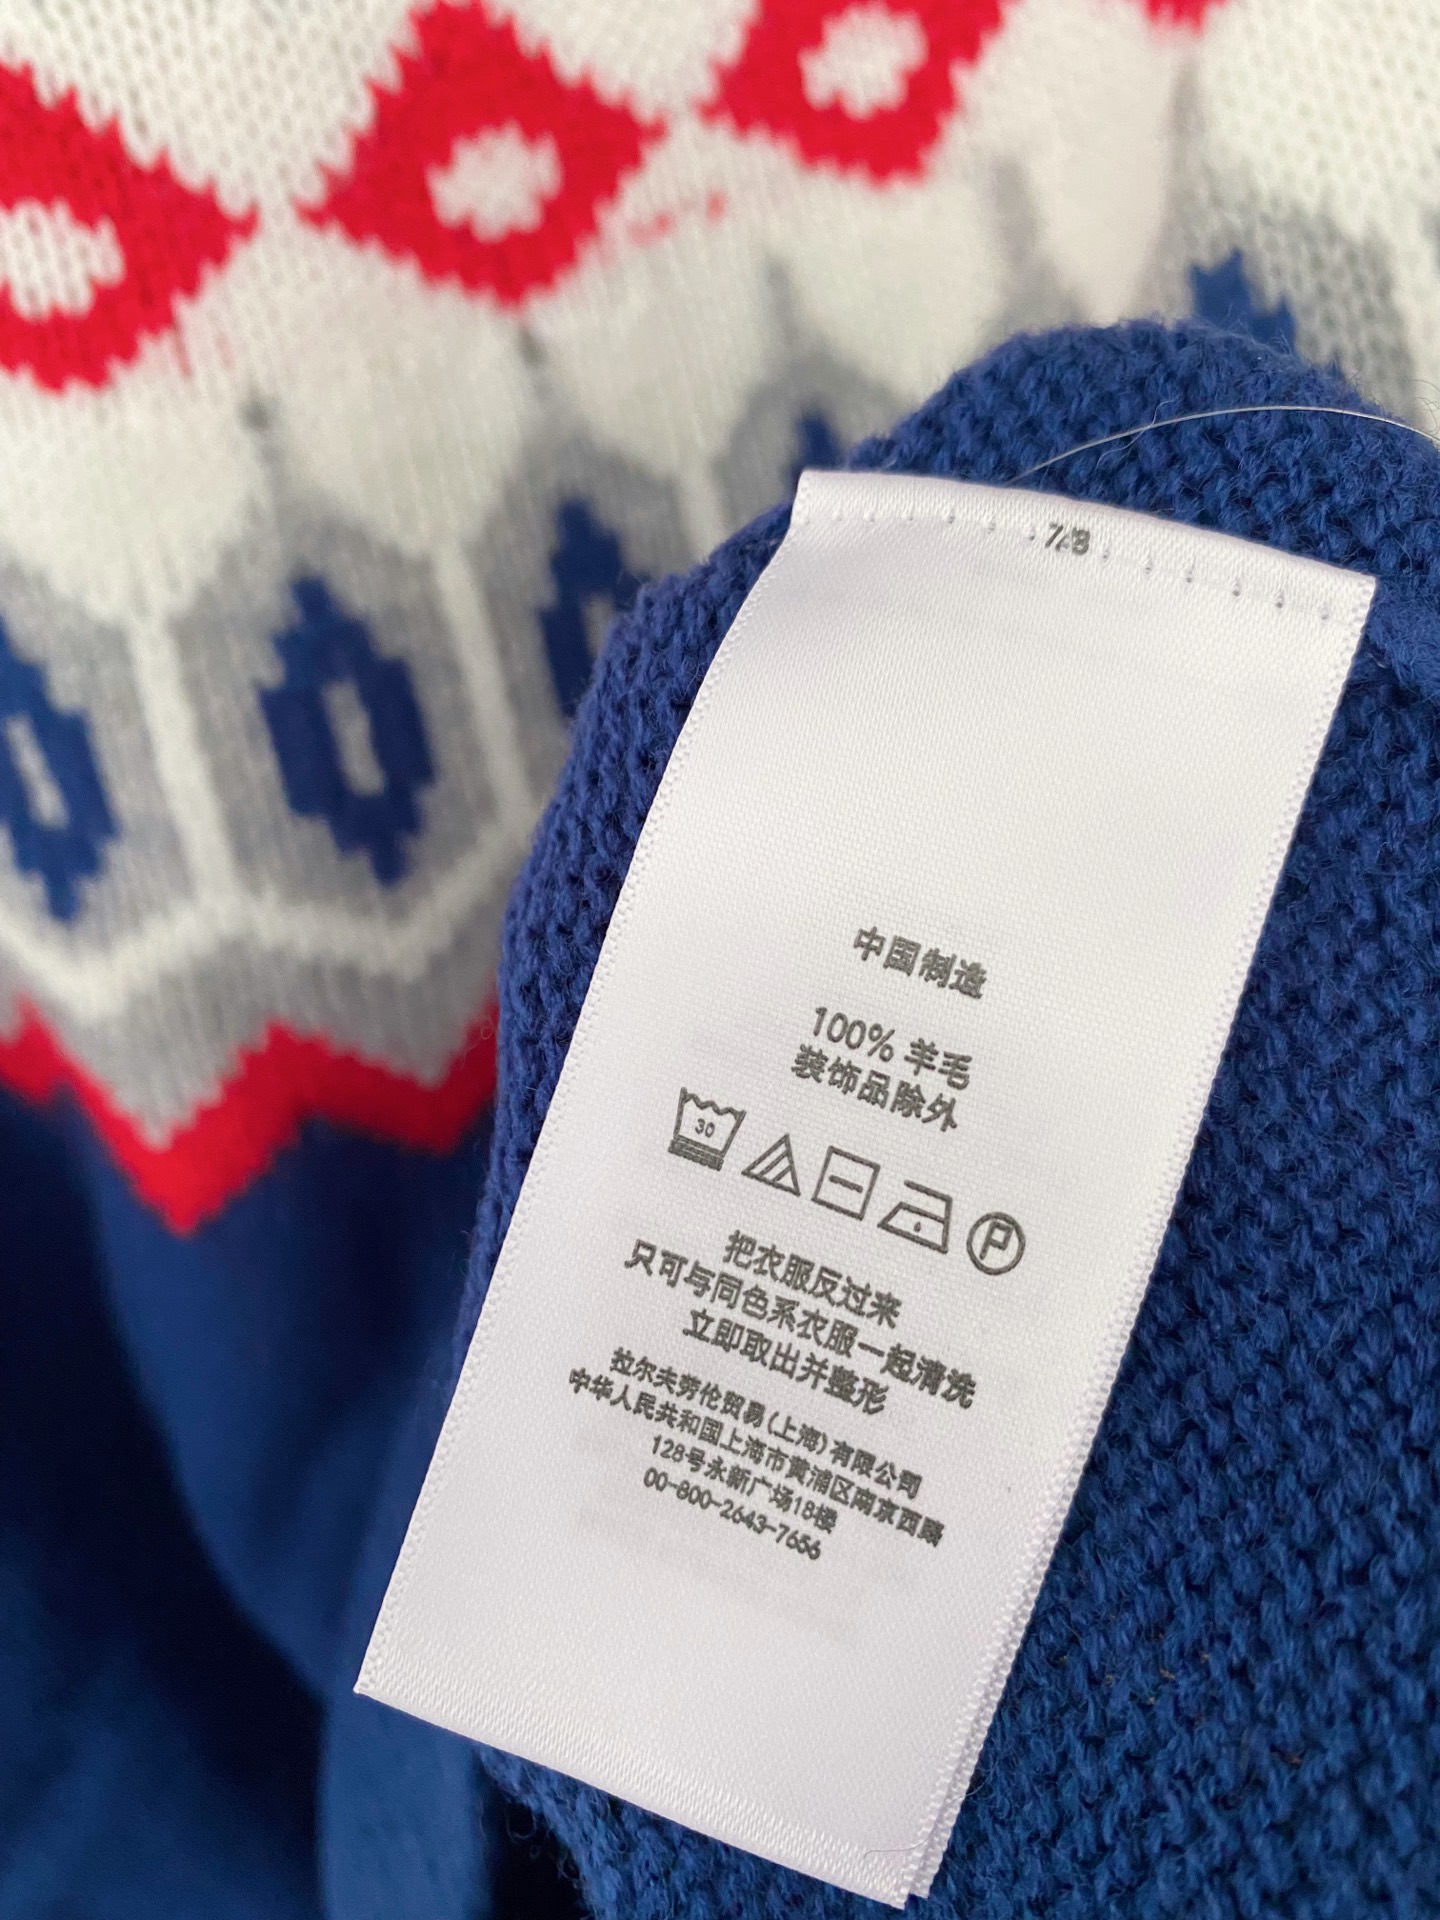 7/8
中国制造
100% 羊毛
装饰品除外
30
P
把衣服反过来
只可与同色系衣服一起清洗
立即取出并整形
拉尔夫劳伦贸易(上海)有限公司
中华人民共和国上海市黄浦区南京西路
128号永新广场18楼
00-800-2643-7656